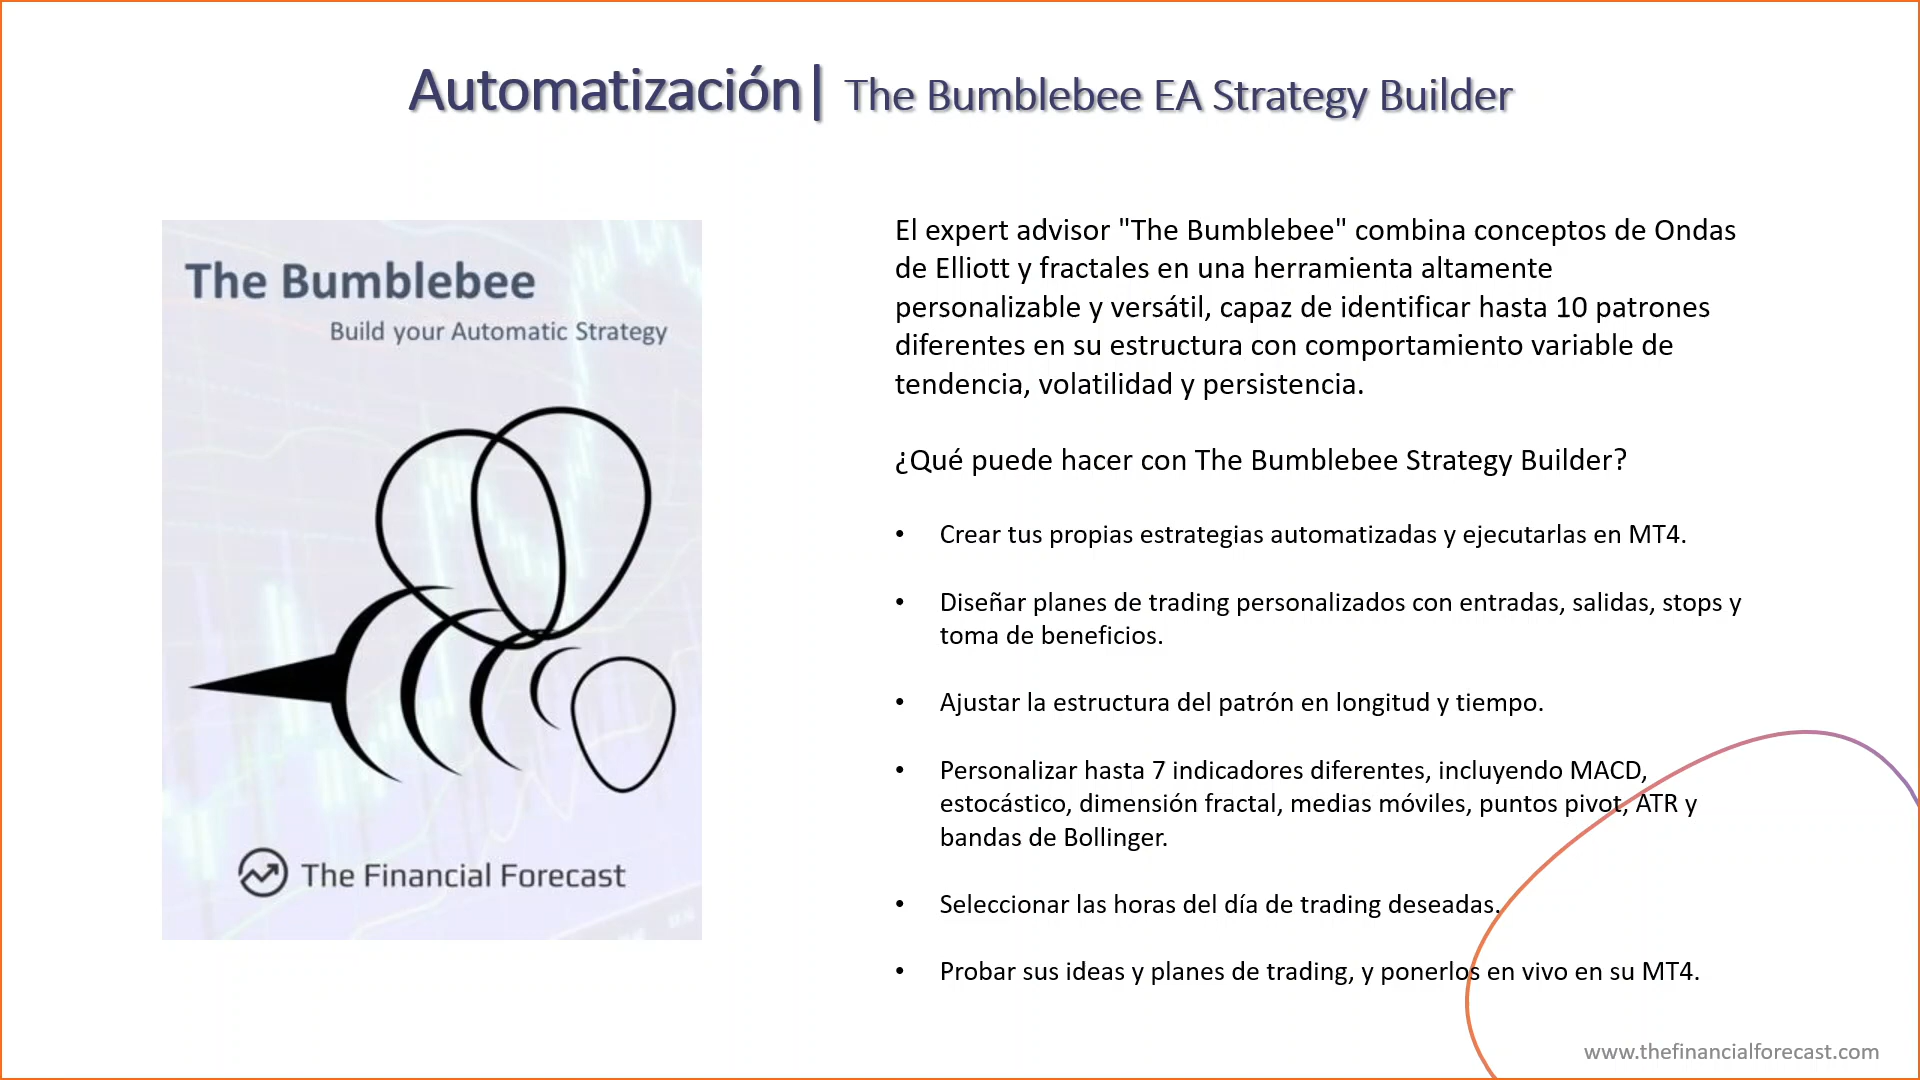 Automatización| The Bumblebee EA Strategy Builder
The Bumblebee
Build your Automatic Strategy
The Financial Forecast
El expert advisor "The Bumblebee" combina conceptos de Ondas
de Elliott y fractales en una herramienta altamente
personalizable y versátil, capaz de identificar hasta 10 patrones
diferentes en su estructura con comportamiento variable de
tendencia, volatilidad y persistencia.
¿Qué puede hacer con The Bumblebee Strategy Builder?
• Crear tus propias estrategias automatizadas y ejecutarlas en MT4.
• Diseñar planes de trading personalizados con entradas, salidas, stops y
toma de beneficios.
• Ajustar la estructura del patrón en longitud y tiempo.
• Personalizar hasta 7 indicadores diferentes, incluyendo MACD,
estocástico, dimensión fractal, medias móviles, puntos pivot, ATR y
bandas de Bollinger.
• Seleccionar las horas del día de trading deseadas.
• Probar sus ideas y planes de trading, y ponerlos en vivo en su MT4.
www.thefinancialforecast.com